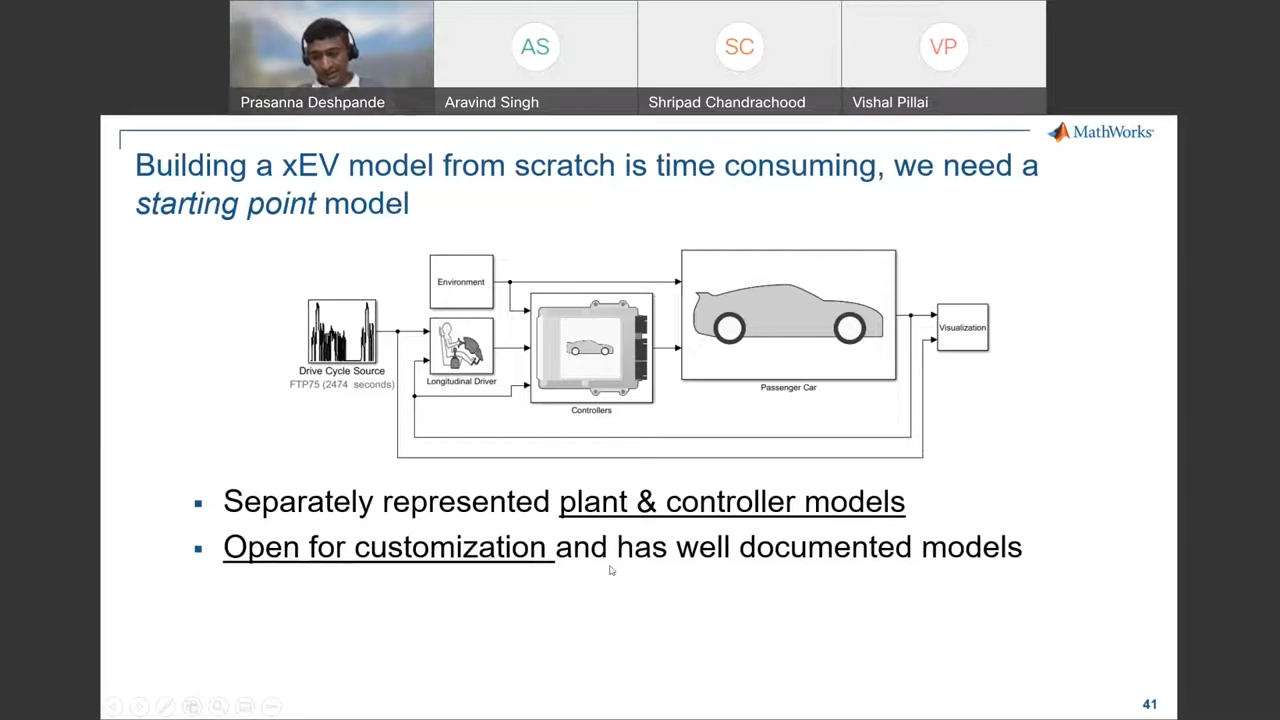 AS
SC
VP
Prasanna Deshpande
Aravind Singh
Shripad Chandrachood
Vishal Pillai
MathWorks
Building a xEV model from scratch is time consuming, we need a
starting point model
Environment
Drive Cycle Source
FTP75 (2474 seconds)
Longitudinal Driver
Controllers
Passenger Car
Visualization
▪ Separately represented plant & controller models
▪ Open for customization and has well documented models
41